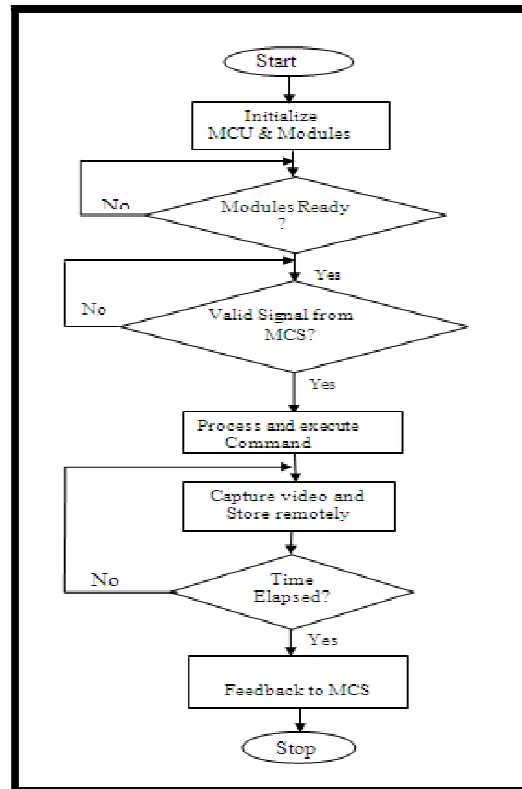 Start
Initialize
MCU & Modules
No
Modules Ready
?
Yes
No
Valid Signal from
MCS?
Yes
Process and execute
Command
Capture video and
Store remotely
No
Time
Elapsed?
Yes
Feedback to MCS
Stop